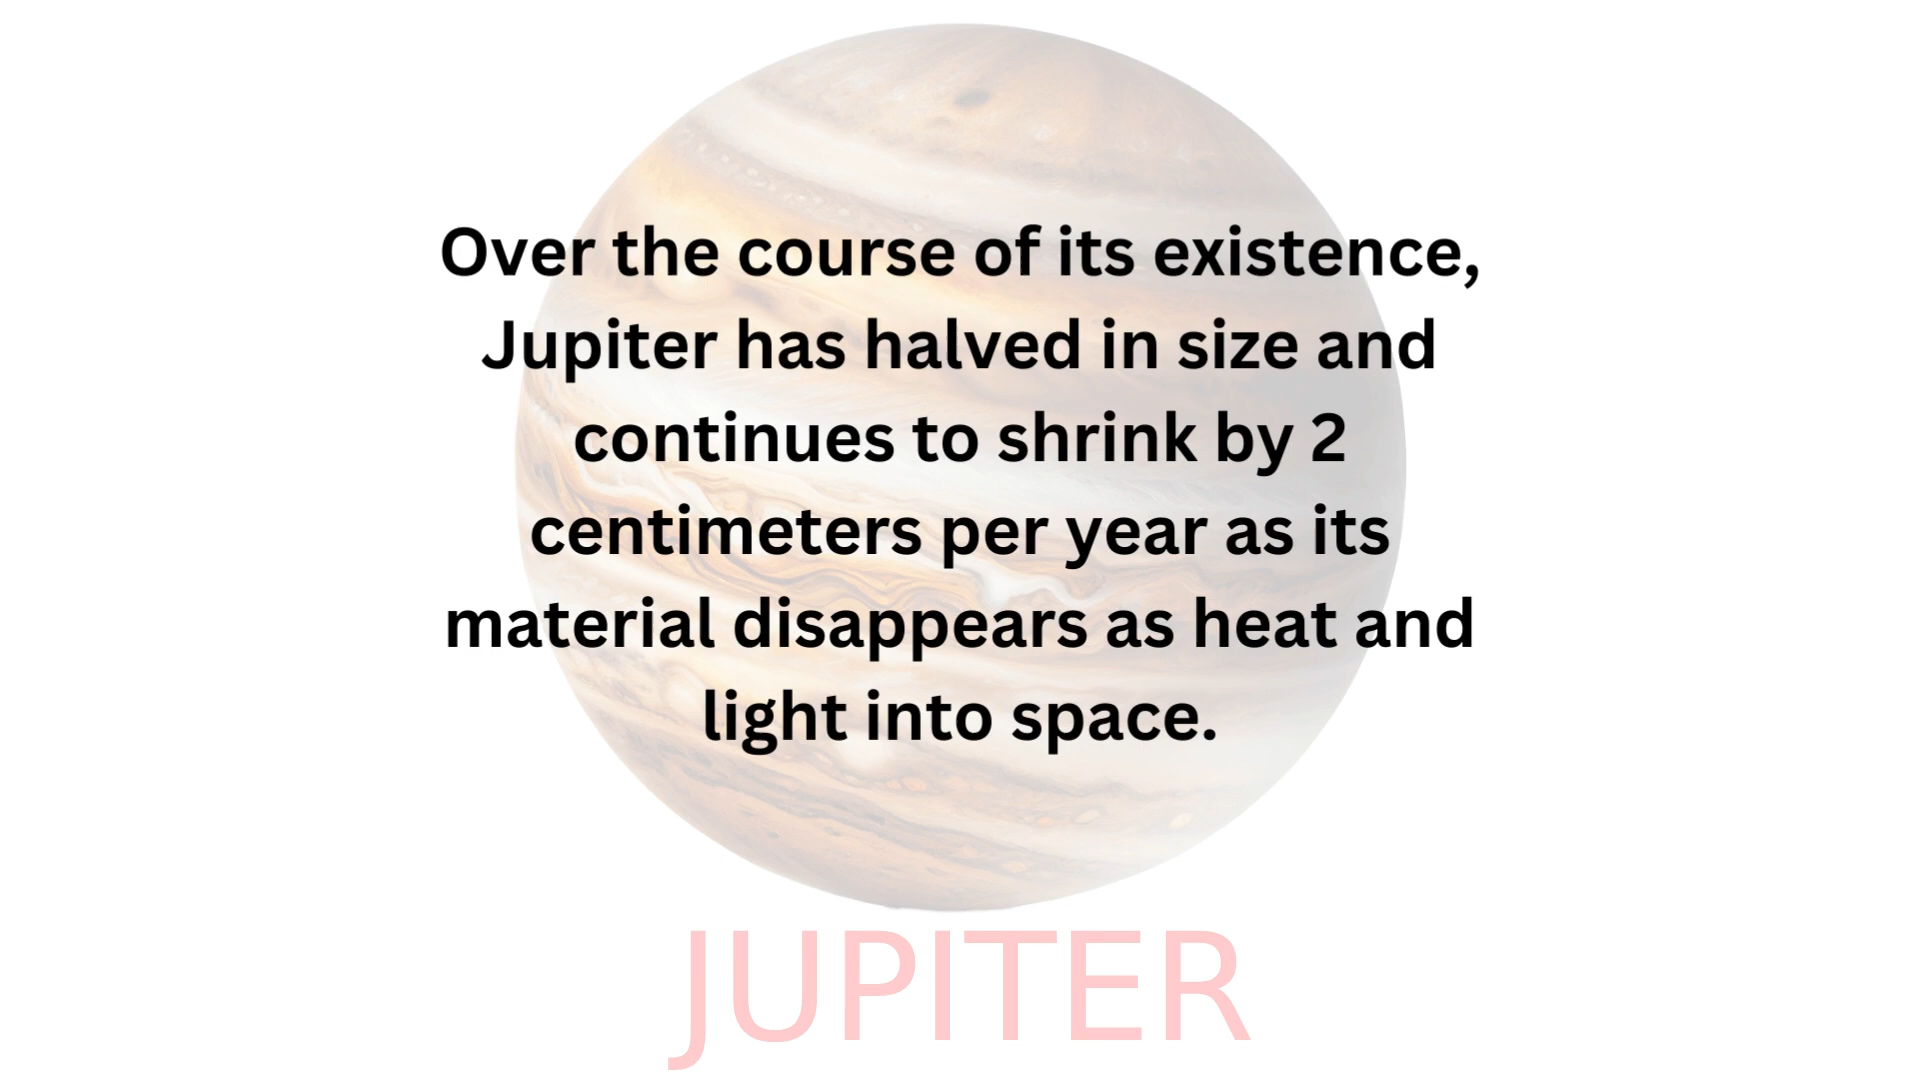 Over the course of its existence,
Jupiter has halved in size and
continues to shrink by 2
centimeters per year as its
material disappears as heat and
light into space.
JUPITER